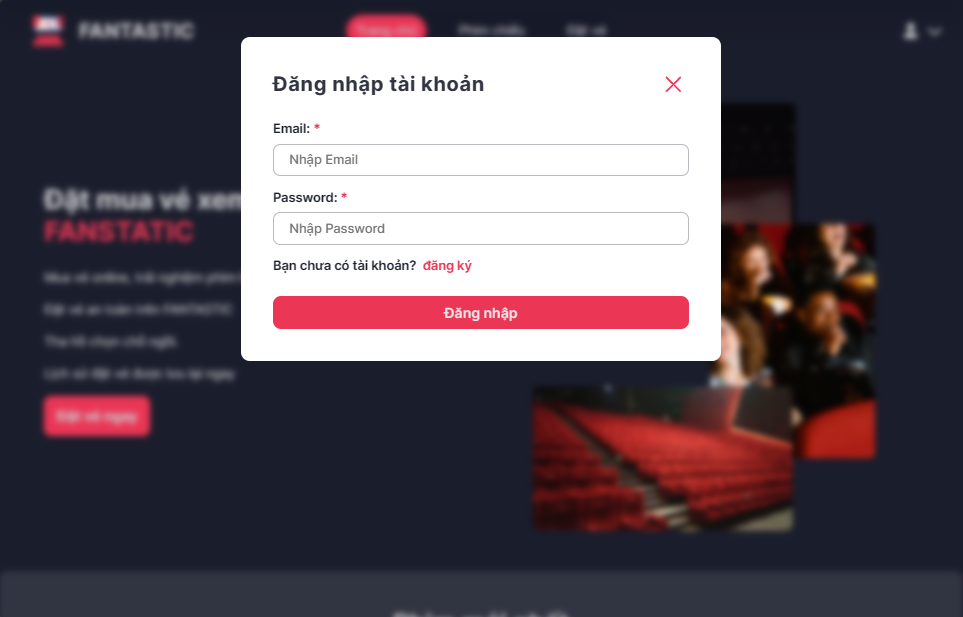 FANTASTIC
Trang chủ Phim chiếu Đặt vé
Đăng nhập tài khoản
Email: *
Nhập Email
Password: *
Nhập Password
Bạn chưa có tài khoản? đăng ký
Đăng nhập
Đặt mua vé xem
FANSTATIC
Mua vé online, trải nghiệm phim
Đặt vé an toàn trên FANTASTIC
Tha hồ chọn chỗ ngồi.
Lịch sử đặt vé được lưu lại ngay
Đặt vé ngay